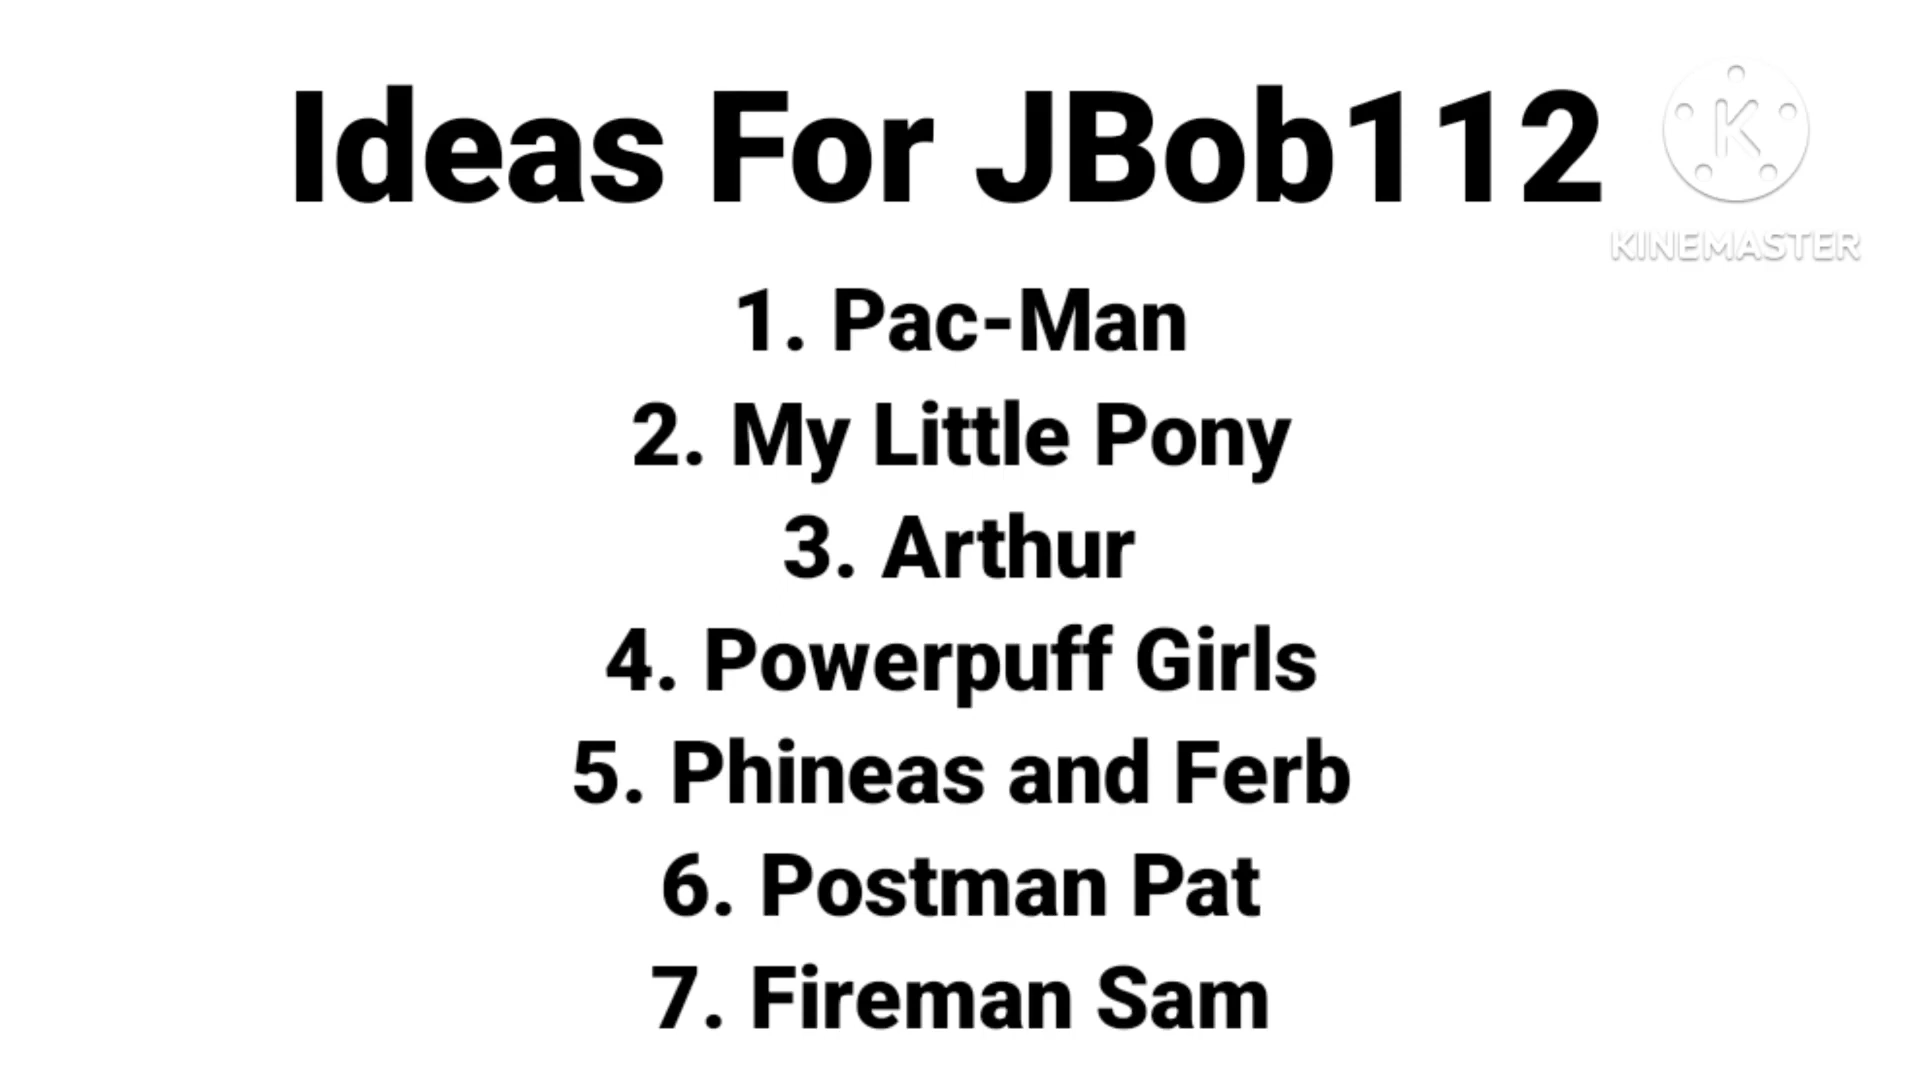 Ideas For JBob112
K
KINEMASTER
1. Pac-Man
2. My Little Pony
3. Arthur
4. Powerpuff Girls
5. Phineas and Ferb
6. Postman Pat
7. Fireman Sam